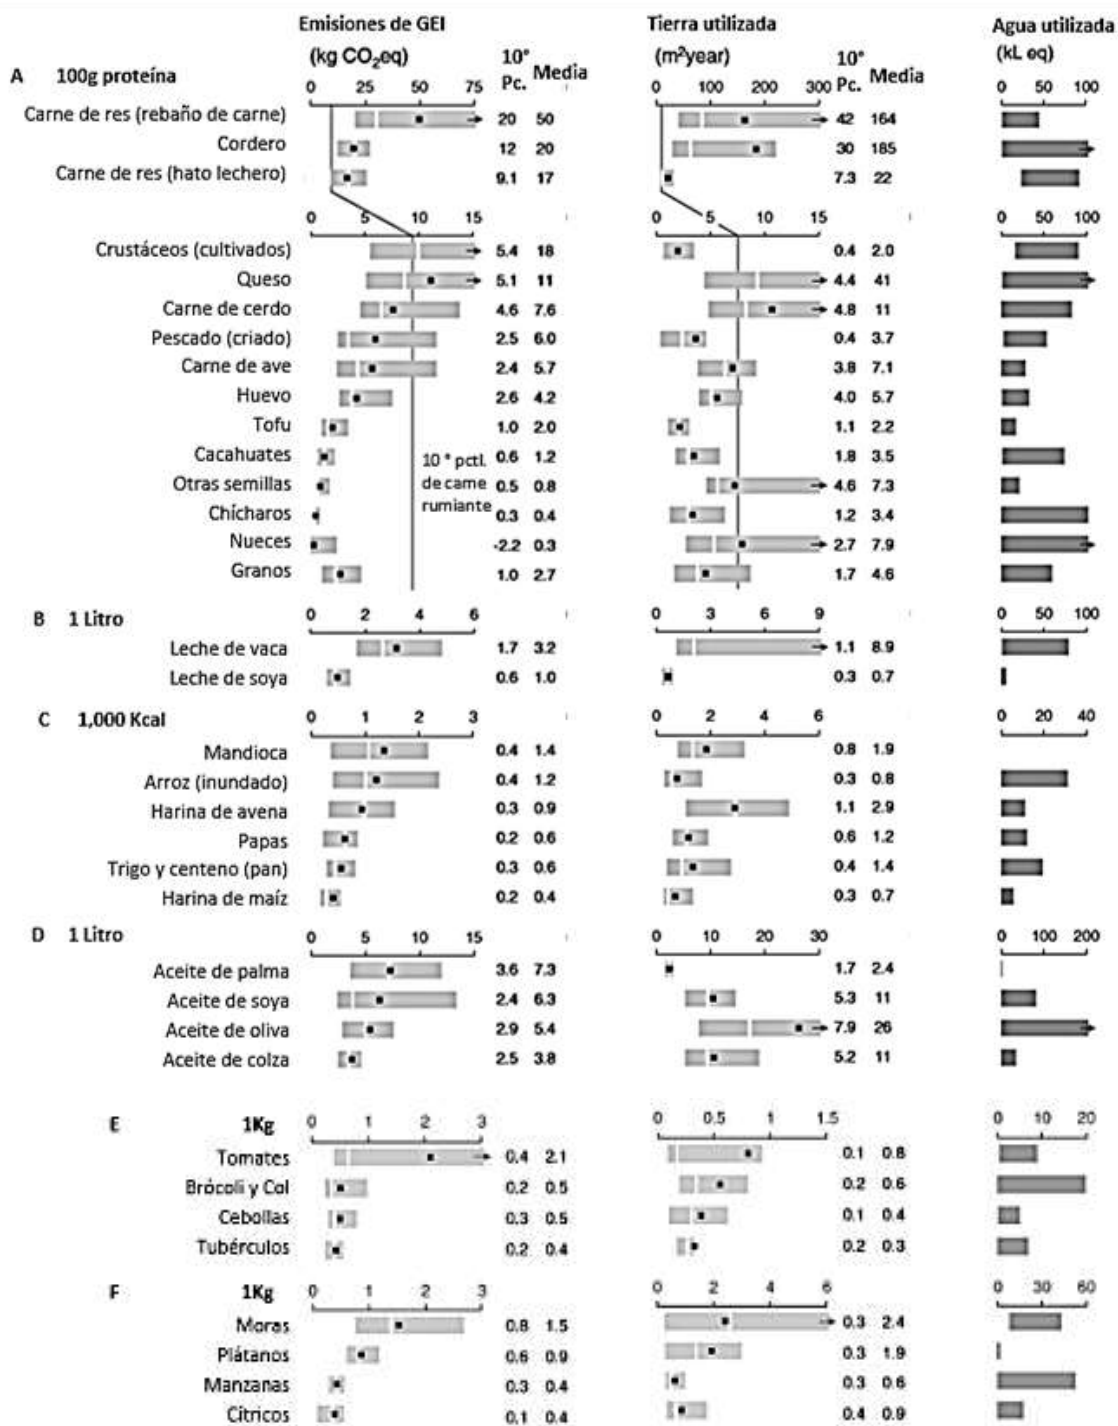 Emisiones de GEI Tierra utilizada Agua utilizada
(kg CO₂eq) 10° Pc. Media (m²year) 10° Pc. Media (kL eq)
A 100g proteína 0 25 50 75 0 100 200 300 0 50 100
Carne de res (rebaño de carne) 20 50 42 164
Cordero 12 20 30 185
Carne de res (hato lechero) 9.1 17 7.3 22
0 5 10 15 0 5 10 15 0 50 100
Crustáceos (cultivados) 5.4 18 0.4 2.0
Queso 5.1 11 4.4 41
Carne de cerdo 4.6 7.6 4.8 11
Pescado (criado) 2.5 6.0 0.4 3.7
Carne de ave 2.4 5.7 3.8 7.1
Huevo 2.6 4.2 4.0 5.7
Tofu 1.0 2.0 1.1 2.2
Cacahuates 10 ° pctl. 0.6 1.2 1.8 3.5
Otras semillas de carne 0.5 0.8 4.6 7.3
Chícharos rumiante 0.3 0.4 1.2 3.4
Nueces -2.2 0.3 2.7 7.9
Granos 1.0 2.7 1.7 4.6
B 1 Litro 0 2 4 6 0 3 6 9 0 50 100
Leche de vaca 1.7 3.2 1.1 8.9
Leche de soya 0.6 1.0 0.3 0.7
C 1,000 Kcal 0 1 2 3 0 2 4 6 0 20 40
Mandioca 0.4 1.4 0.8 1.9
Arroz (inundado) 0.4 1.2 0.3 0.8
Harina de avena 0.3 0.9 1.1 2.9
Papas 0.2 0.6 0.6 1.2
Trigo y centeno (pan) 0.3 0.6 0.4 1.4
Harina de maíz 0.2 0.4 0.3 0.7
D 1 Litro 0 5 10 15 0 10 20 30 0 100 200
Aceite de palma 3.6 7.3 1.7 2.4
Aceite de soya 2.4 6.3 5.3 11
Aceite de oliva 2.9 5.4 7.9 26
Aceite de colza 2.5 3.8 5.2 11
E 1Kg 0 1 2 3 0 0.5 1 1.5 0 10 20
Tomates 0.4 2.1 0.1 0.8
Brócoli y Col 0.2 0.5 0.2 0.6
Cebollas 0.3 0.5 0.1 0.4
Tubérculos 0.2 0.4 0.2 0.3
F 1Kg 0 1 2 3 0 2 4 6 0 30 60
Moras 0.8 1.5 0.3 2.4
Plátanos 0.6 0.9 0.3 1.9
Manzanas 0.3 0.4 0.3 0.6
Cítricos 0.1 0.4 0.4 0.9